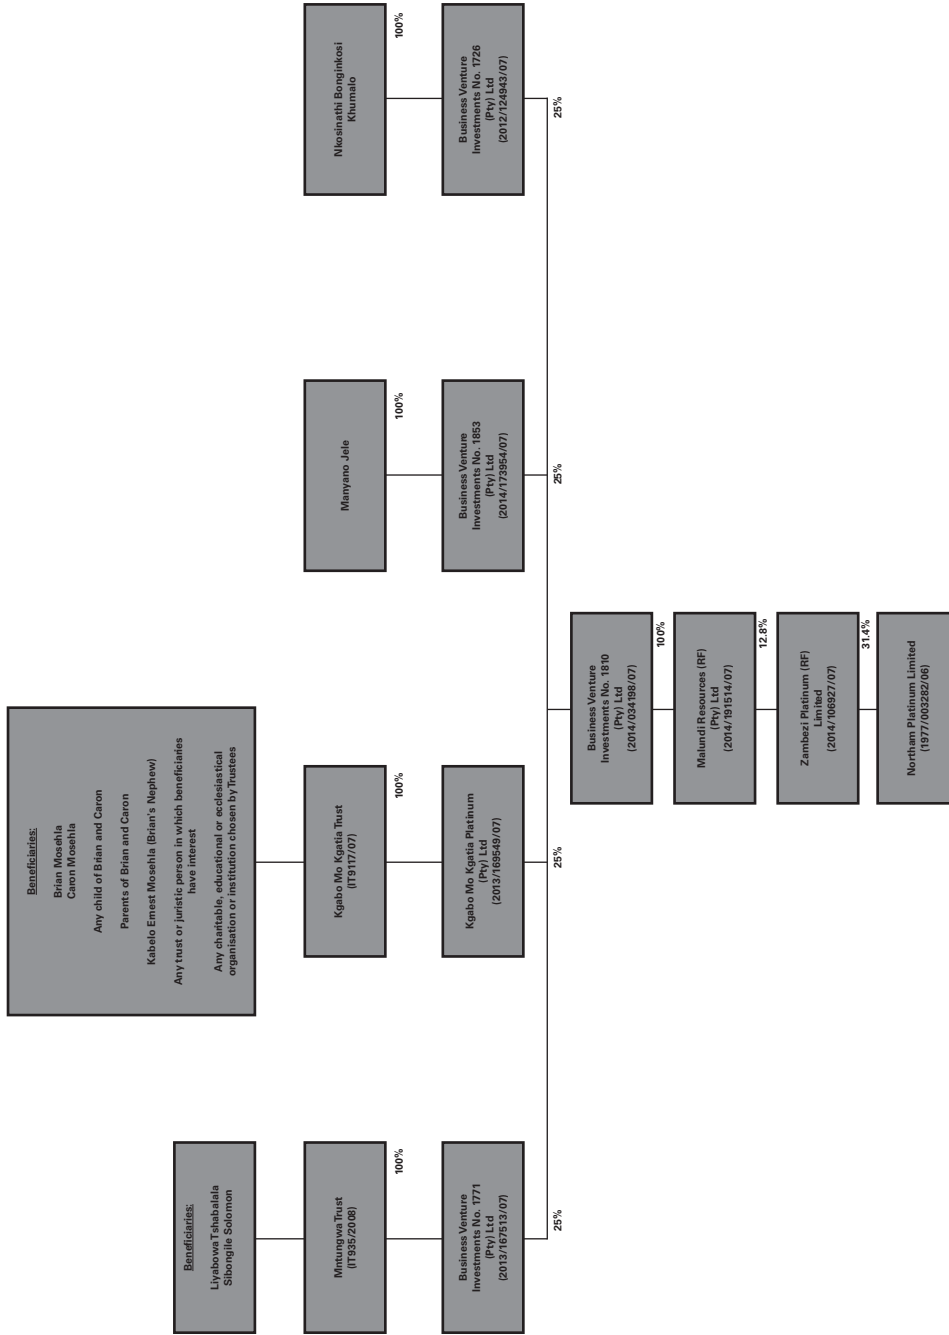 Beneficiaries:
Liyabowa Tshabalala
Sibongile Solomon
Mntungwa Trust
(IT935/2008)
100%
Business Venture
Investments No. 1771
(Pty) Ltd
(2013/167513/07)
25%
Beneficiaries:
Brian Mosehla
Caron Mosehla
Any child of Brian and Caron
Parents of Brian and Caron
Kabelo Ernest Mosehla (Brian's Nephew)
Any trust or juristic person in which beneficiaries
have interest
Any charitable, educational or ecclesiastical
organisation or institution chosen by Trustees
Kgabo Mo Kgatia Trust
(IT9117/07)
100%
Kgabo Mo Kgatia Platinum
(Pty) Ltd
(2013/169549/07)
25%
Manyano Jele
100%
Business Venture
Investments No. 1853
(Pty) Ltd
(2014/173954/07)
25%
Nkosinathi Bonginkosi
Khumalo
100%
Business Venture
Investments No. 1726
(Pty) Ltd
(2012/124943/07)
25%
Business Venture
Investments No. 1810
(Pty) Ltd
(2014/034198/07)
100%
Malundi Resources (RF)
(Pty) Ltd
(2014/191514/07)
12.8%
Zambezi Platinum (RF)
Limited
(2014/106927/07)
31.4%
Northam Platinum Limited
(1977/003282/06)